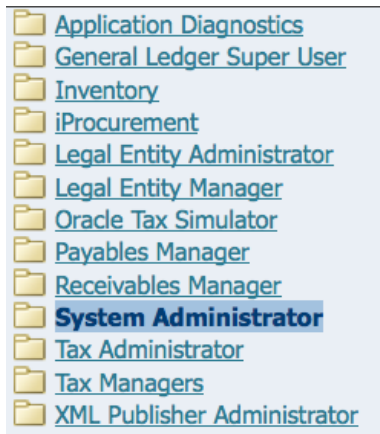 Application Diagnostics
General Ledger Super User
Inventory
iProcurement
Legal Entity Administrator
Legal Entity Manager
Oracle Tax Simulator
Payables Manager
Receivables Manager
System Administrator
Tax Administrator
Tax Managers
XML Publisher Administrator